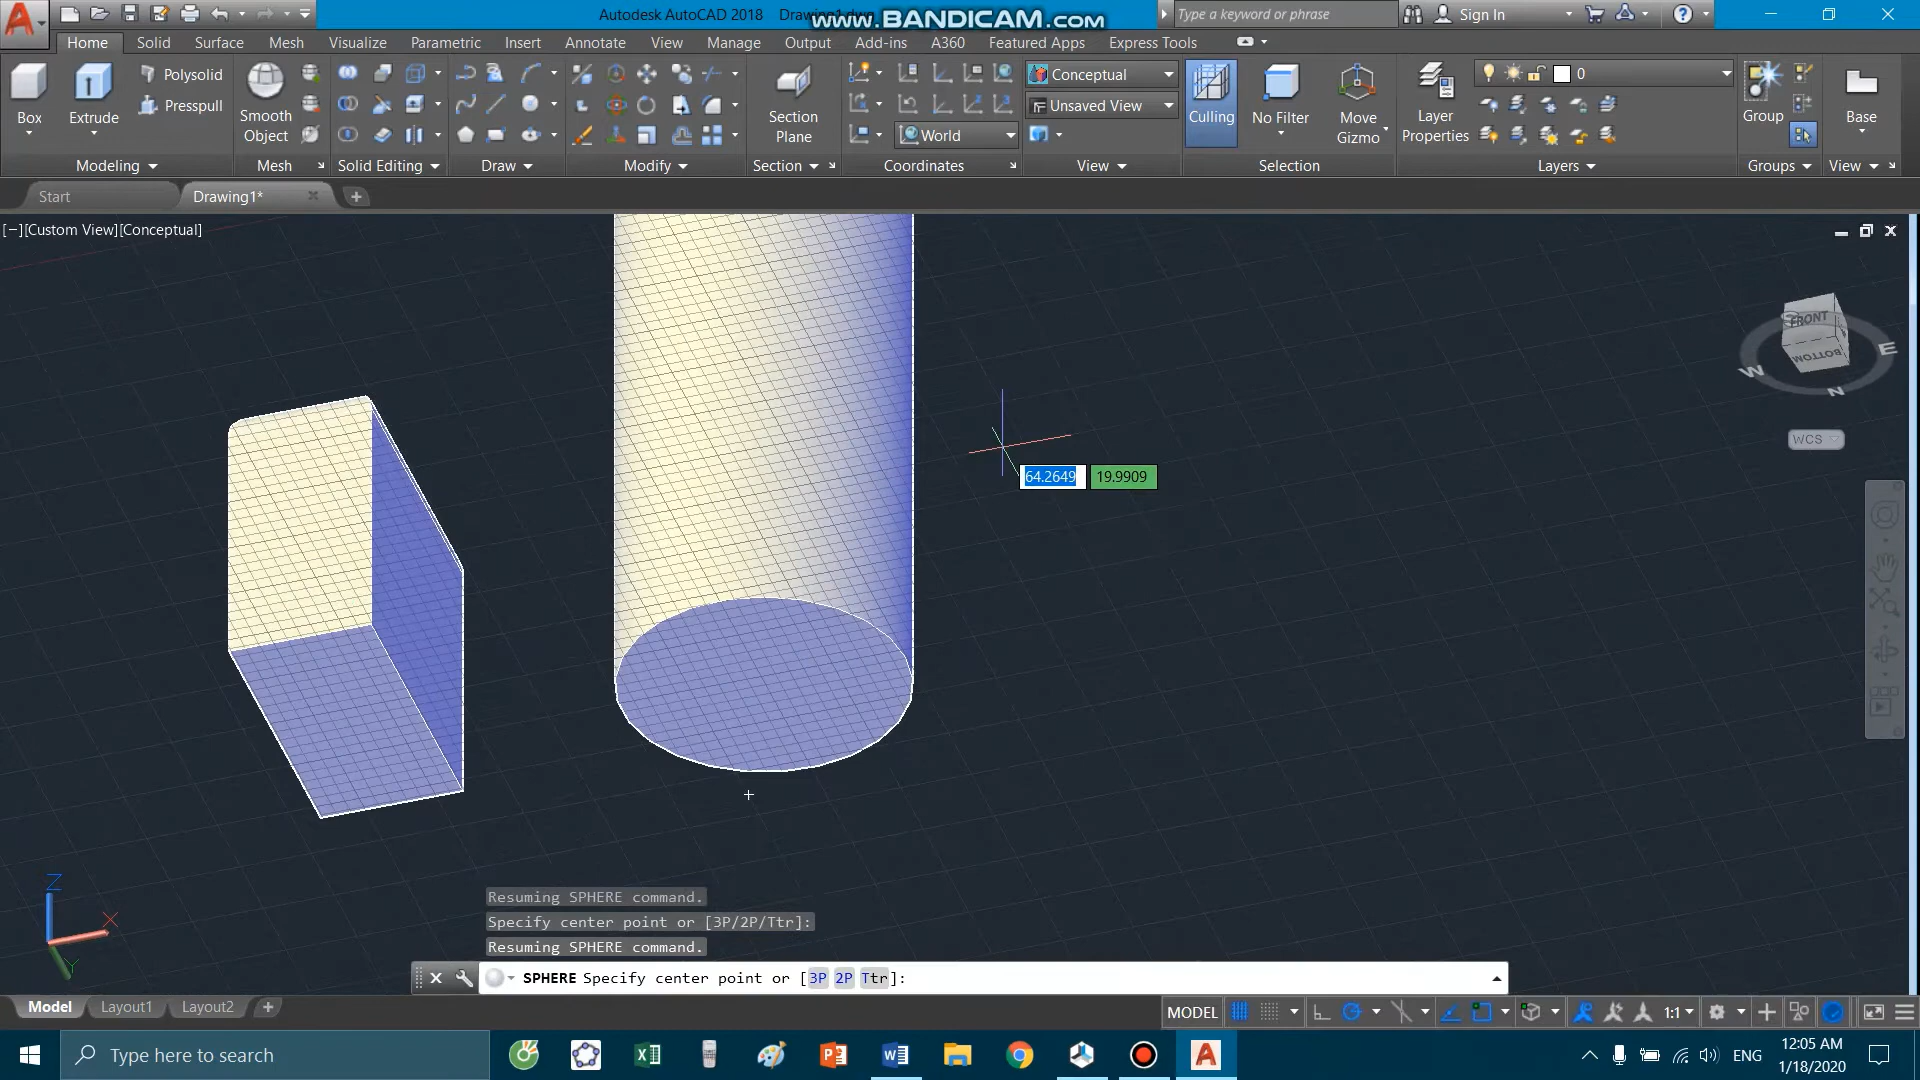 Autodesk AutoCAD 2018 Drawing1.dwg
www.BANDICAM.com
Type a keyword or phrase
Sign In
Home Solid Surface Mesh Visualize Parametric Insert Annotate View Manage Output Add-ins A360 Featured Apps Express Tools
Box
Extrude
Polysolid
Presspull
Smooth
Object
Section
Plane
World
Conceptual
Unsaved View
Culling
No Filter
Move
Gizmo
Layer
Properties
0
Group
Base
Modeling Mesh Solid Editing Draw Modify Section Coordinates View Selection Layers Groups View
Start Drawing1*
[−][Custom View][Conceptual]
FRONT
BOTTOM
W
E
N
WCS
64.2649 19.9909
Z
X
Y
Resuming SPHERE command.
Specify center point or [3P/2P/Ttr]:
Resuming SPHERE command.
SPHERE Specify center point or [3P 2P Ttr]:
Model Layout1 Layout2
MODEL
1:1
Type here to search
ENG
12:05 AM
1/18/2020